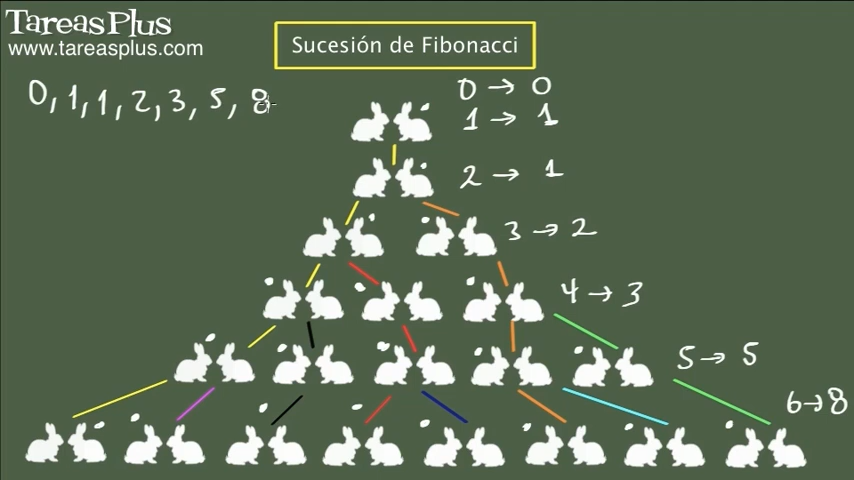 TareasPlus
www.tareasplus.com
Sucesión de Fibonacci
0, 1, 1, 2, 3, 5, 8
0 → 0
1 → 1
2 → 1
3 → 2
4 → 3
5 → 5
6 → 8